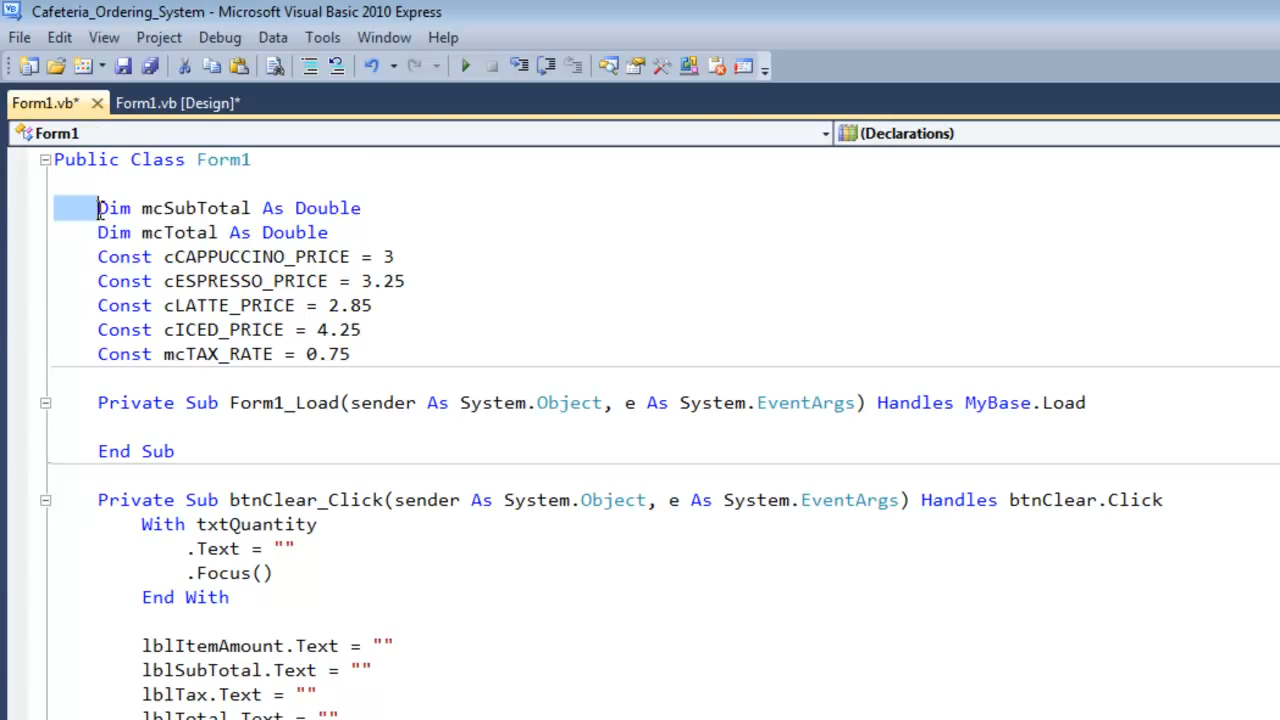 Cafeteria_Ordering_System - Microsoft Visual Basic 2010 Express
File Edit View Project Debug Data Tools Window Help
Form1.vb* Form1.vb [Design]*
Form1 (Declarations)
Public Class Form1
Dim mcSubTotal As Double
Dim mcTotal As Double
Const cCAPPUCCINO_PRICE = 3
Const cESPRESSO_PRICE = 3.25
Const cLATTE_PRICE = 2.85
Const cICED_PRICE = 4.25
Const mcTAX_RATE = 0.75
Private Sub Form1_Load(sender As System.Object, e As System.EventArgs) Handles MyBase.Load
End Sub
Private Sub btnClear_Click(sender As System.Object, e As System.EventArgs) Handles btnClear.Click
With txtQuantity
.Text = ""
.Focus()
End With
lblItemAmount.Text = ""
lblSubTotal.Text = ""
lblTax.Text = ""
lblTotal.Text = ""